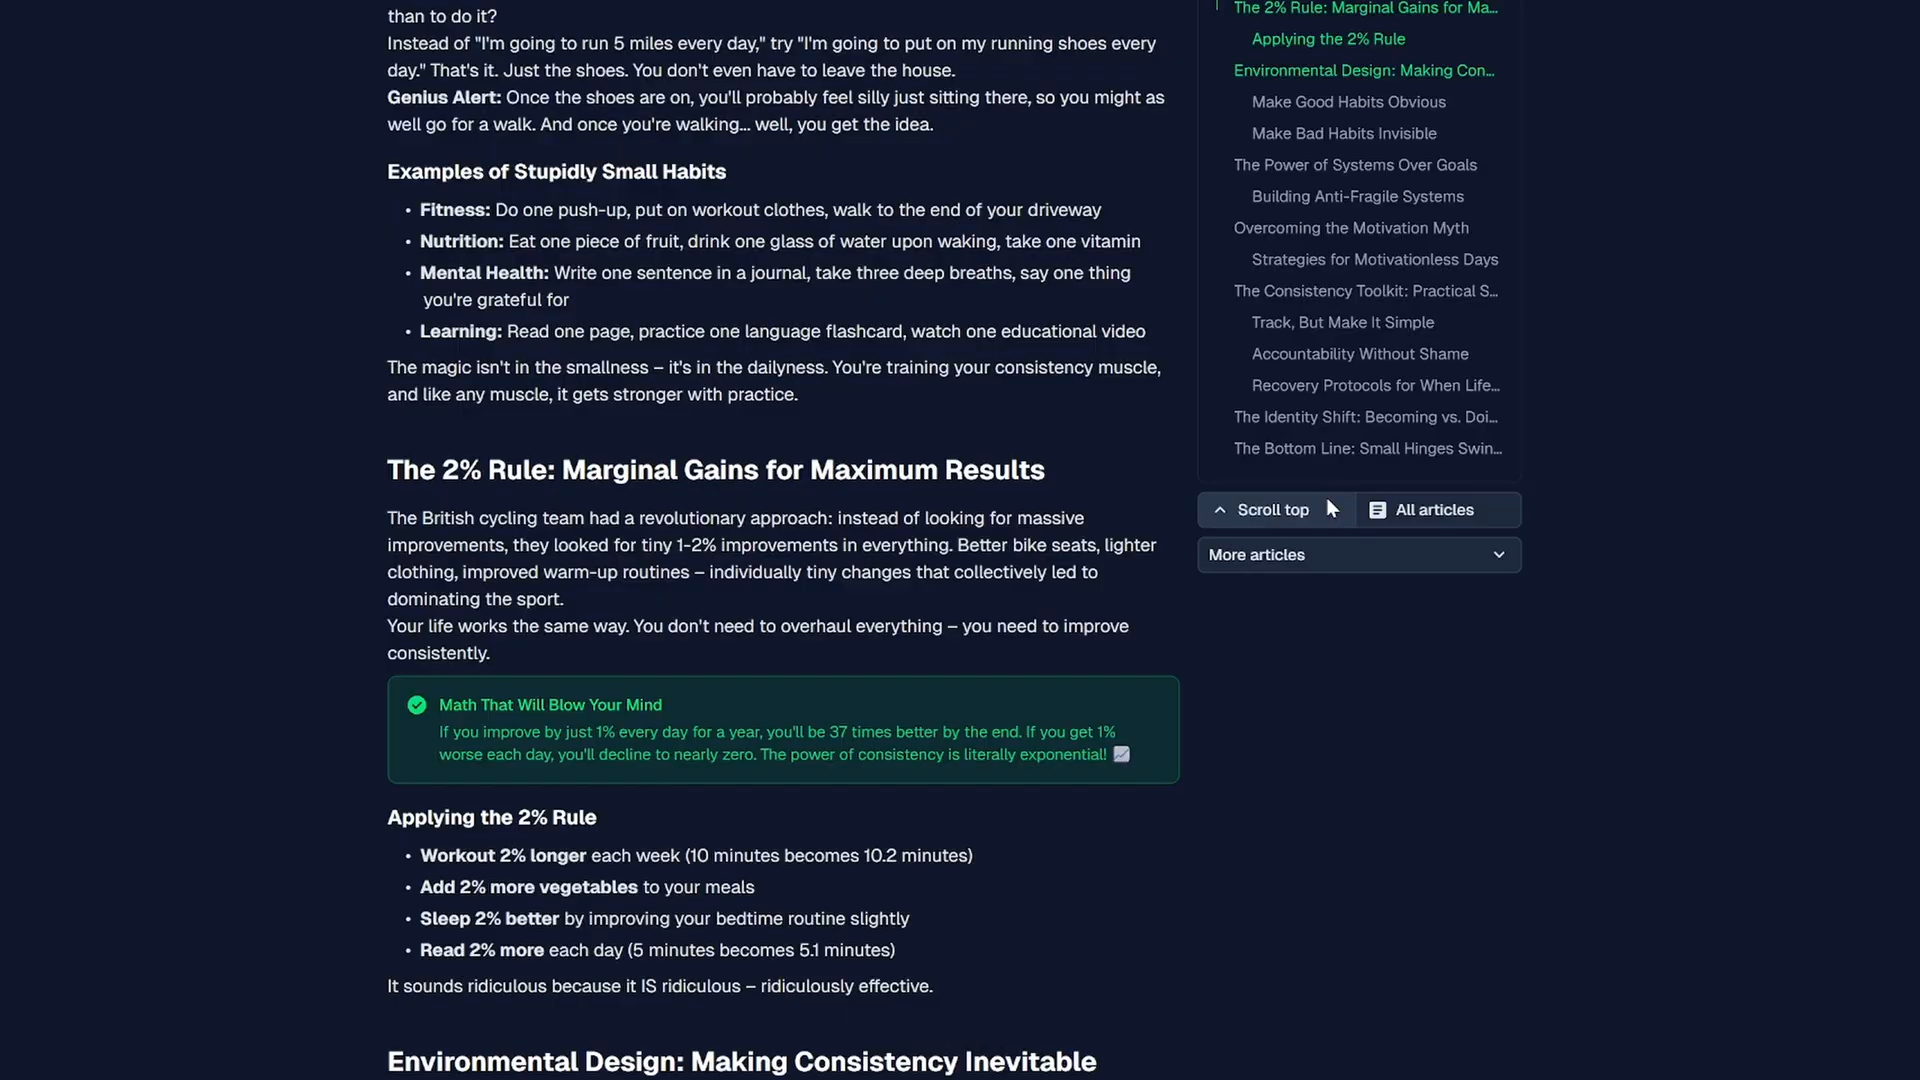 than to do it?
Instead of "I'm going to run 5 miles every day," try "I'm going to put on my running shoes every
day." That's it. Just the shoes. You don't even have to leave the house.
Genius Alert: Once the shoes are on, you'll probably feel silly just sitting there, so you might as
well go for a walk. And once you're walking... well, you get the idea.
Examples of Stupidly Small Habits
• Fitness: Do one push-up, put on workout clothes, walk to the end of your driveway
• Nutrition: Eat one piece of fruit, drink one glass of water upon waking, take one vitamin
• Mental Health: Write one sentence in a journal, take three deep breaths, say one thing
you're grateful for
• Learning: Read one page, practice one language flashcard, watch one educational video
The magic isn't in the smallness – it's in the dailyness. You're training your consistency muscle,
and like any muscle, it gets stronger with practice.
The 2% Rule: Marginal Gains for Maximum Results
The British cycling team had a revolutionary approach: instead of looking for massive
improvements, they looked for tiny 1-2% improvements in everything. Better bike seats, lighter
clothing, improved warm-up routines – individually tiny changes that collectively led to
dominating the sport.
Your life works the same way. You don't need to overhaul everything – you need to improve
consistently.
Math That Will Blow Your Mind
If you improve by just 1% every day for a year, you'll be 37 times better by the end. If you get 1%
worse each day, you'll decline to nearly zero. The power of consistency is literally exponential! 📈
Applying the 2% Rule
• Workout 2% longer each week (10 minutes becomes 10.2 minutes)
• Add 2% more vegetables to your meals
• Sleep 2% better by improving your bedtime routine slightly
• Read 2% more each day (5 minutes becomes 5.1 minutes)
It sounds ridiculous because it IS ridiculous – ridiculously effective.
Environmental Design: Making Consistency Inevitable
The 2% Rule: Marginal Gains for Ma...
Applying the 2% Rule
Environmental Design: Making Con...
Make Good Habits Obvious
Make Bad Habits Invisible
The Power of Systems Over Goals
Building Anti-Fragile Systems
Overcoming the Motivation Myth
Strategies for Motivationless Days
The Consistency Toolkit: Practical S...
Track, But Make It Simple
Accountability Without Shame
Recovery Protocols for When Life...
The Identity Shift: Becoming vs. Doi...
The Bottom Line: Small Hinges Swin...
Scroll top
All articles
More articles